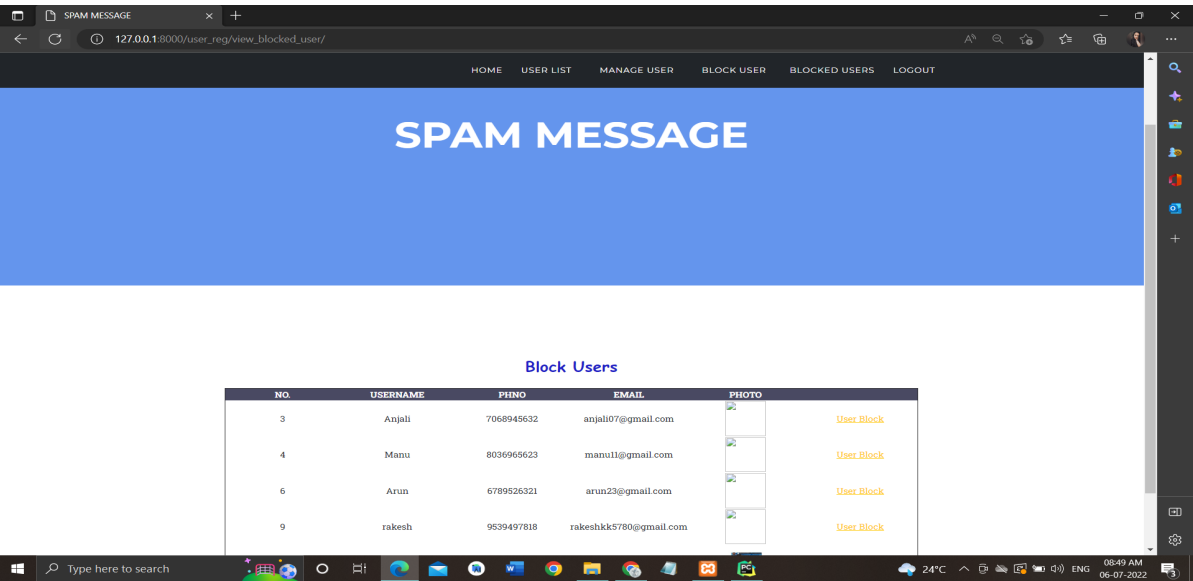 SPAM MESSAGE
127.0.0.1:8000/user_reg/view_blocked_user/
HOME USER LIST MANAGE USER BLOCK USER BLOCKED USERS LOGOUT
SPAM MESSAGE
Block Users
NO. USERNAME PHNO EMAIL PHOTO
3 Anjali 7068945632 anjali07@gmail.com User Block
4 Manu 8036965623 manu11@gmail.com User Block
6 Arun 6789526321 arun23@gmail.com User Block
9 rakesh 9539497818 rakeshkk5780@gmail.com User Block
Type here to search
24°C ENG 08:49 AM
06-07-2022
3